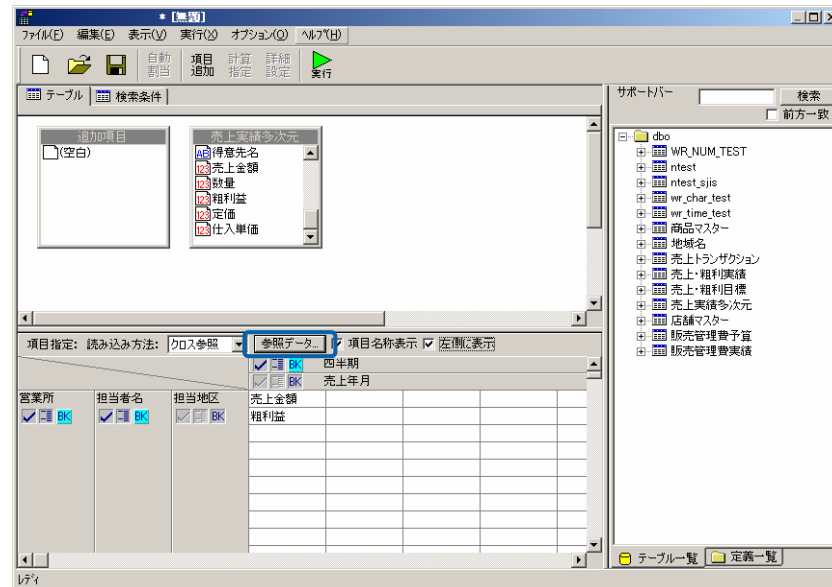 * [無題]
ファイル(F) 編集(E) 表示(V) 実行(X) オプション(O) ヘルプ(H)
自動割当 項目追加 計算指定 詳細設定 実行
テーブル 検索条件
追加項目
(空白)
売上実績多次元
AB 得意先名
123 売上金額
123 数量
123 粗利益
123 定価
123 仕入単価
項目指定: 読み込み方法: クロス参照 参照データ... 項目名称表示 左側に表示
BK 四半期
BK 売上年月
営業所 担当者名 担当地区 売上金額
BK BK BK 粗利益
レディ
サポートバー 検索
前方一致
dbo
WR_NUM_TEST
ntest
ntest_sjis
wr_char_test
wr_time_test
商品マスター
地域名
売上トランザクション
売上・粗利実績
売上・粗利目標
売上実績多次元
店舗マスター
販売管理費予算
販売管理費実績
テーブル一覧 定義一覧